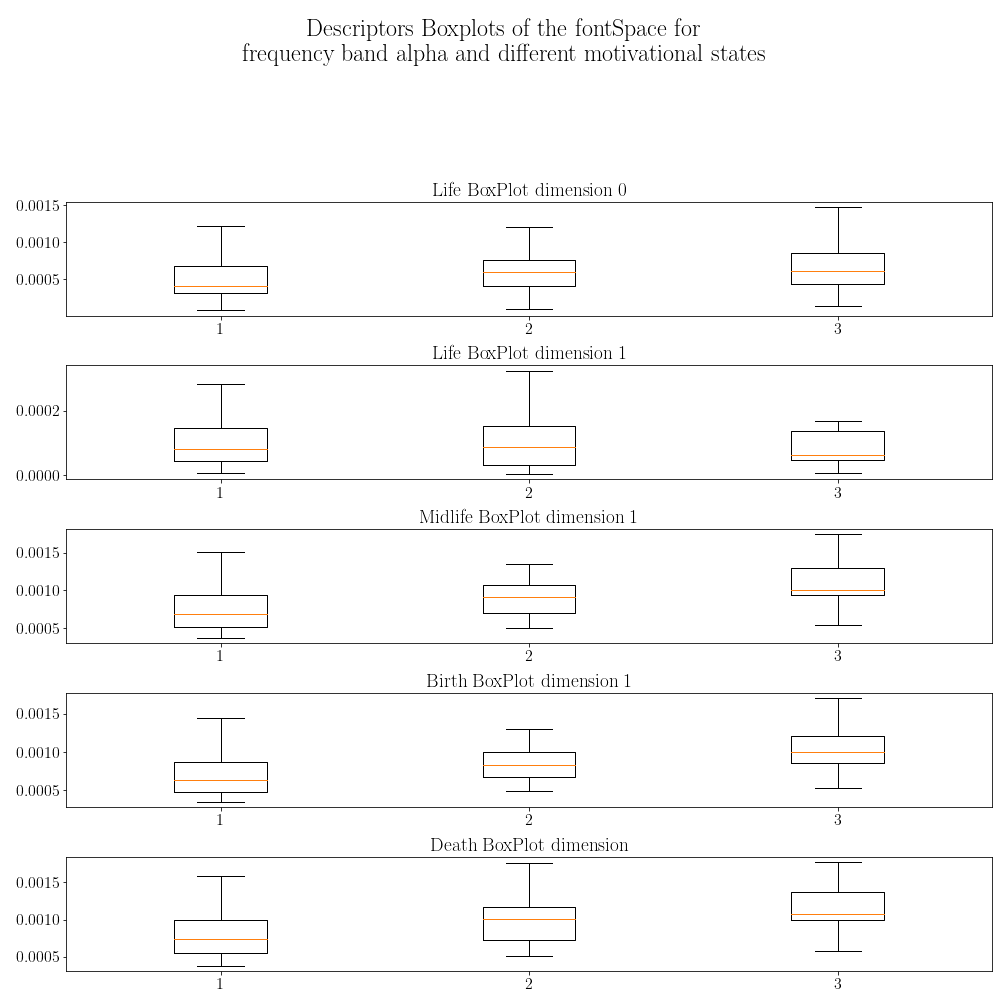 Descriptors Boxplots of the fontSpace for
frequency band alpha and different motivational states
Life BoxPlot dimension 0
0.0015
0.0010
0.0005
1 2 3
Life BoxPlot dimension 1
0.0002
0.0000
1 2 3
Midlife BoxPlot dimension 1
0.0015
0.0010
0.0005
1 2 3
Birth BoxPlot dimension 1
0.0015
0.0010
0.0005
1 2 3
Death BoxPlot dimension
0.0015
0.0010
0.0005
1 2 3